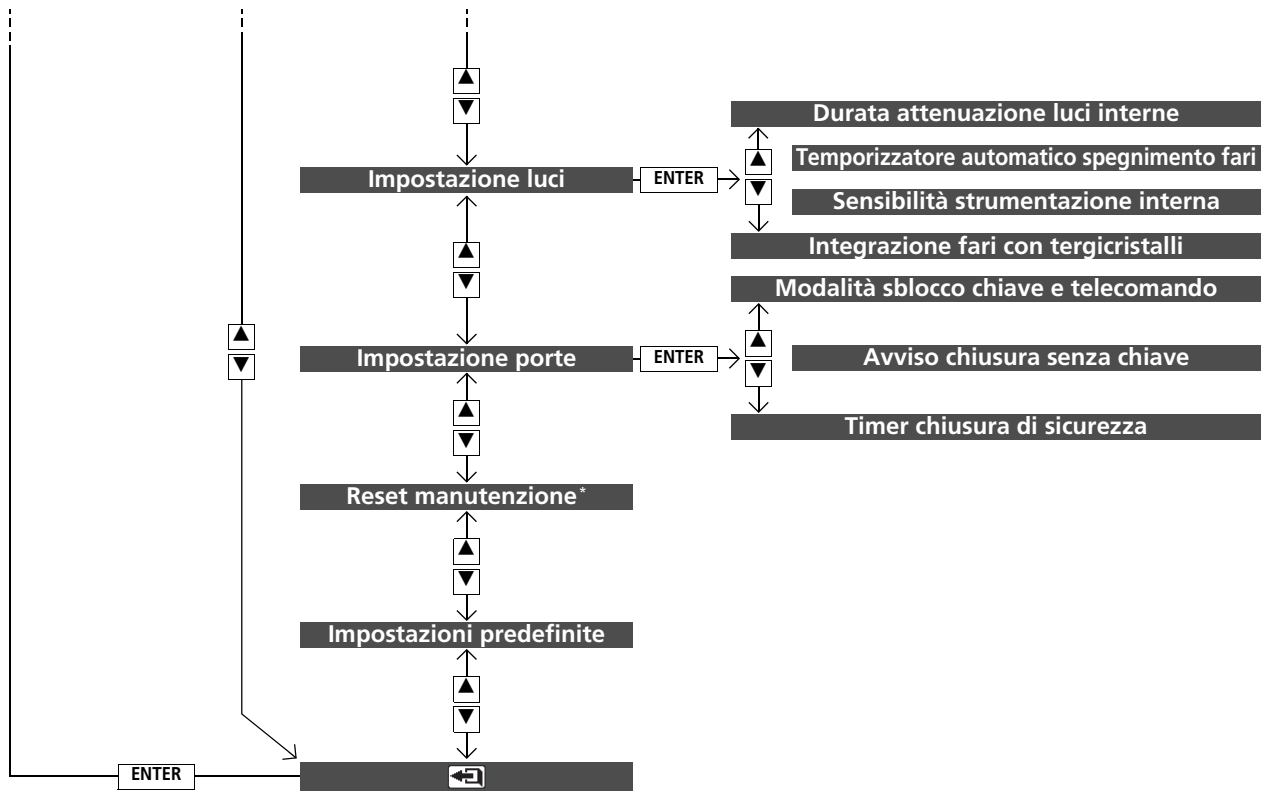 Durata attenuazione luci interne
Temporizzatore automatico spegnimento fari
Impostazione luci
ENTER
Sensibilità strumentazione interna
Integrazione fari con tergicristalli
Modalità sblocco chiave e telecomando
Impostazione porte
ENTER
Avviso chiusura senza chiave
Timer chiusura di sicurezza
Reset manutenzione*
Impostazioni predefinite
ENTER